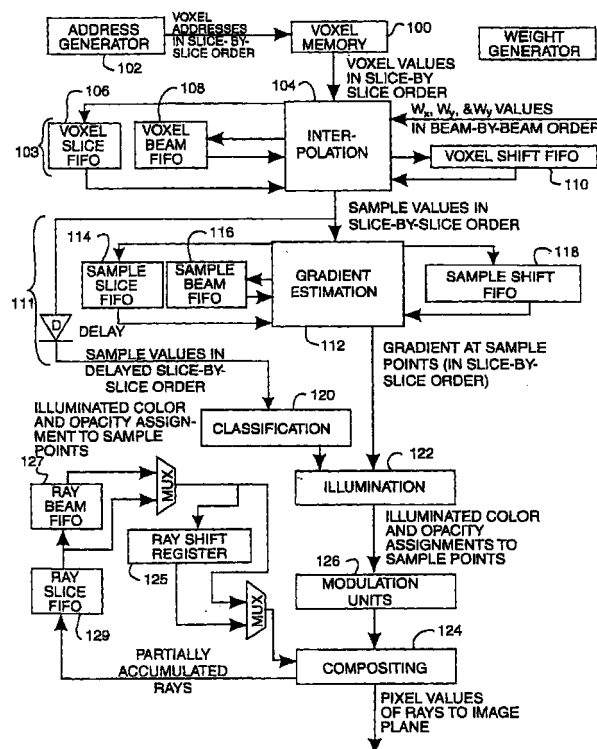 ADDRESS
GENERATOR
102
VOXEL
ADDRESSES
IN SLICE-BY-
SLICE ORDER
VOXEL
MEMORY
100
WEIGHT
GENERATOR
VOXEL VALUES
IN SLICE-BY
SLICE ORDER
106
108
104
103
VOXEL
SLICE
FIFO
VOXEL
BEAM
FIFO
INTER-
POLATION
Wx, Wy, &Wy VALUES
IN BEAM-BY-BEAM ORDER
VOXEL SHIFT FIFO
110
SAMPLE VALUES IN
SLICE-BY-SLICE ORDER
111
114
116
118
SAMPLE
SLICE
FIFO
SAMPLE
BEAM
FIFO
GRADIENT
ESTIMATION
SAMPLE SHIFT
FIFO
D
DELAY
112
SAMPLE VALUES IN
DELAYED SLICE-BY-
SLICE ORDER
GRADIENT AT SAMPLE
POINTS (IN SLICE-BY-
SLICE ORDER)
120
CLASSIFICATION
ILLUMINATED COLOR
AND OPACITY ASSIGN-
MENT TO SAMPLE
POINTS
122
ILLUMINATION
127
RAY
BEAM
FIFO
MUX
RAY SHIFT
REGISTER
125
ILLUMINATED COLOR
AND OPACITY
ASSIGNMENTS TO
SAMPLE POINTS
126
MODULATION
UNITS
RAY
SLICE
FIFO
129
MUX
124
COMPOSITING
PARTIALLY
ACCUMULATED
RAYS
PIXEL VALUES
OF RAYS TO IMAGE
PLANE